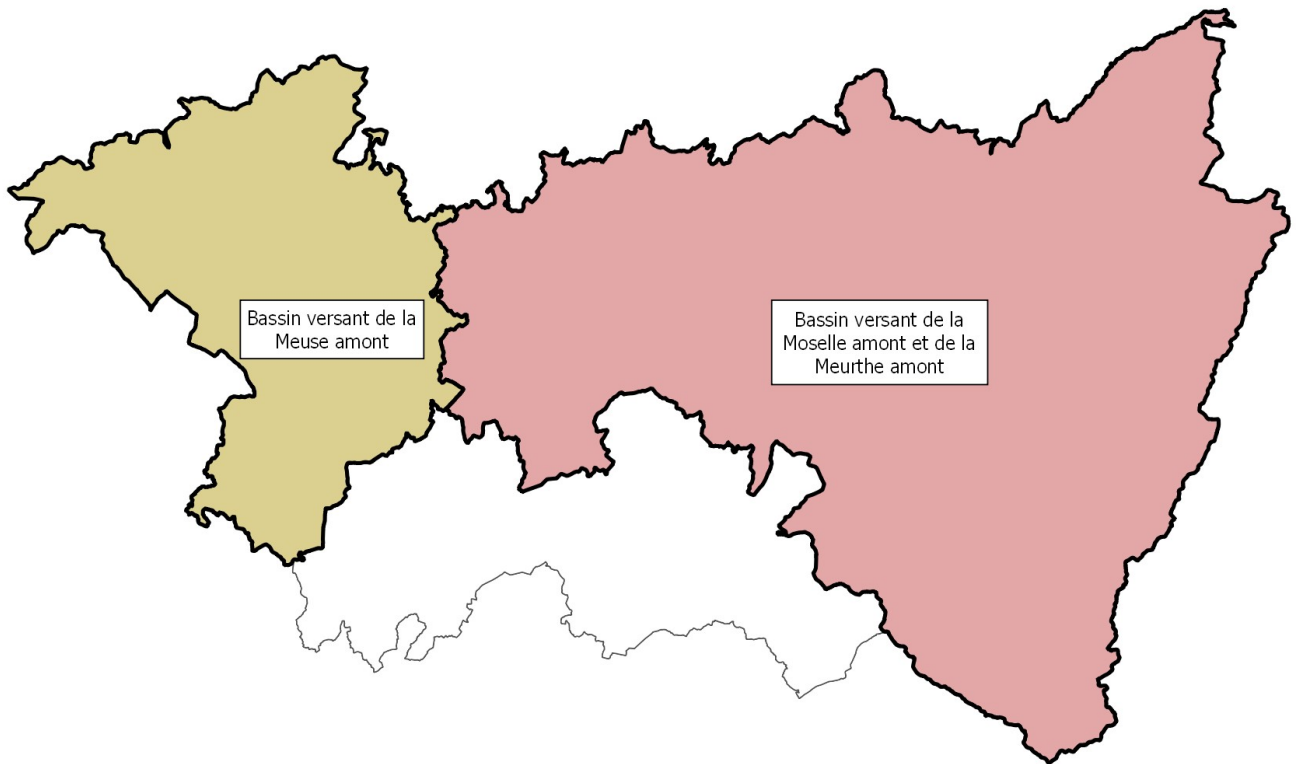 Bassin versant de la
Meuse amont
Bassin versant de la
Moselle amont et de la
Meurthe amont